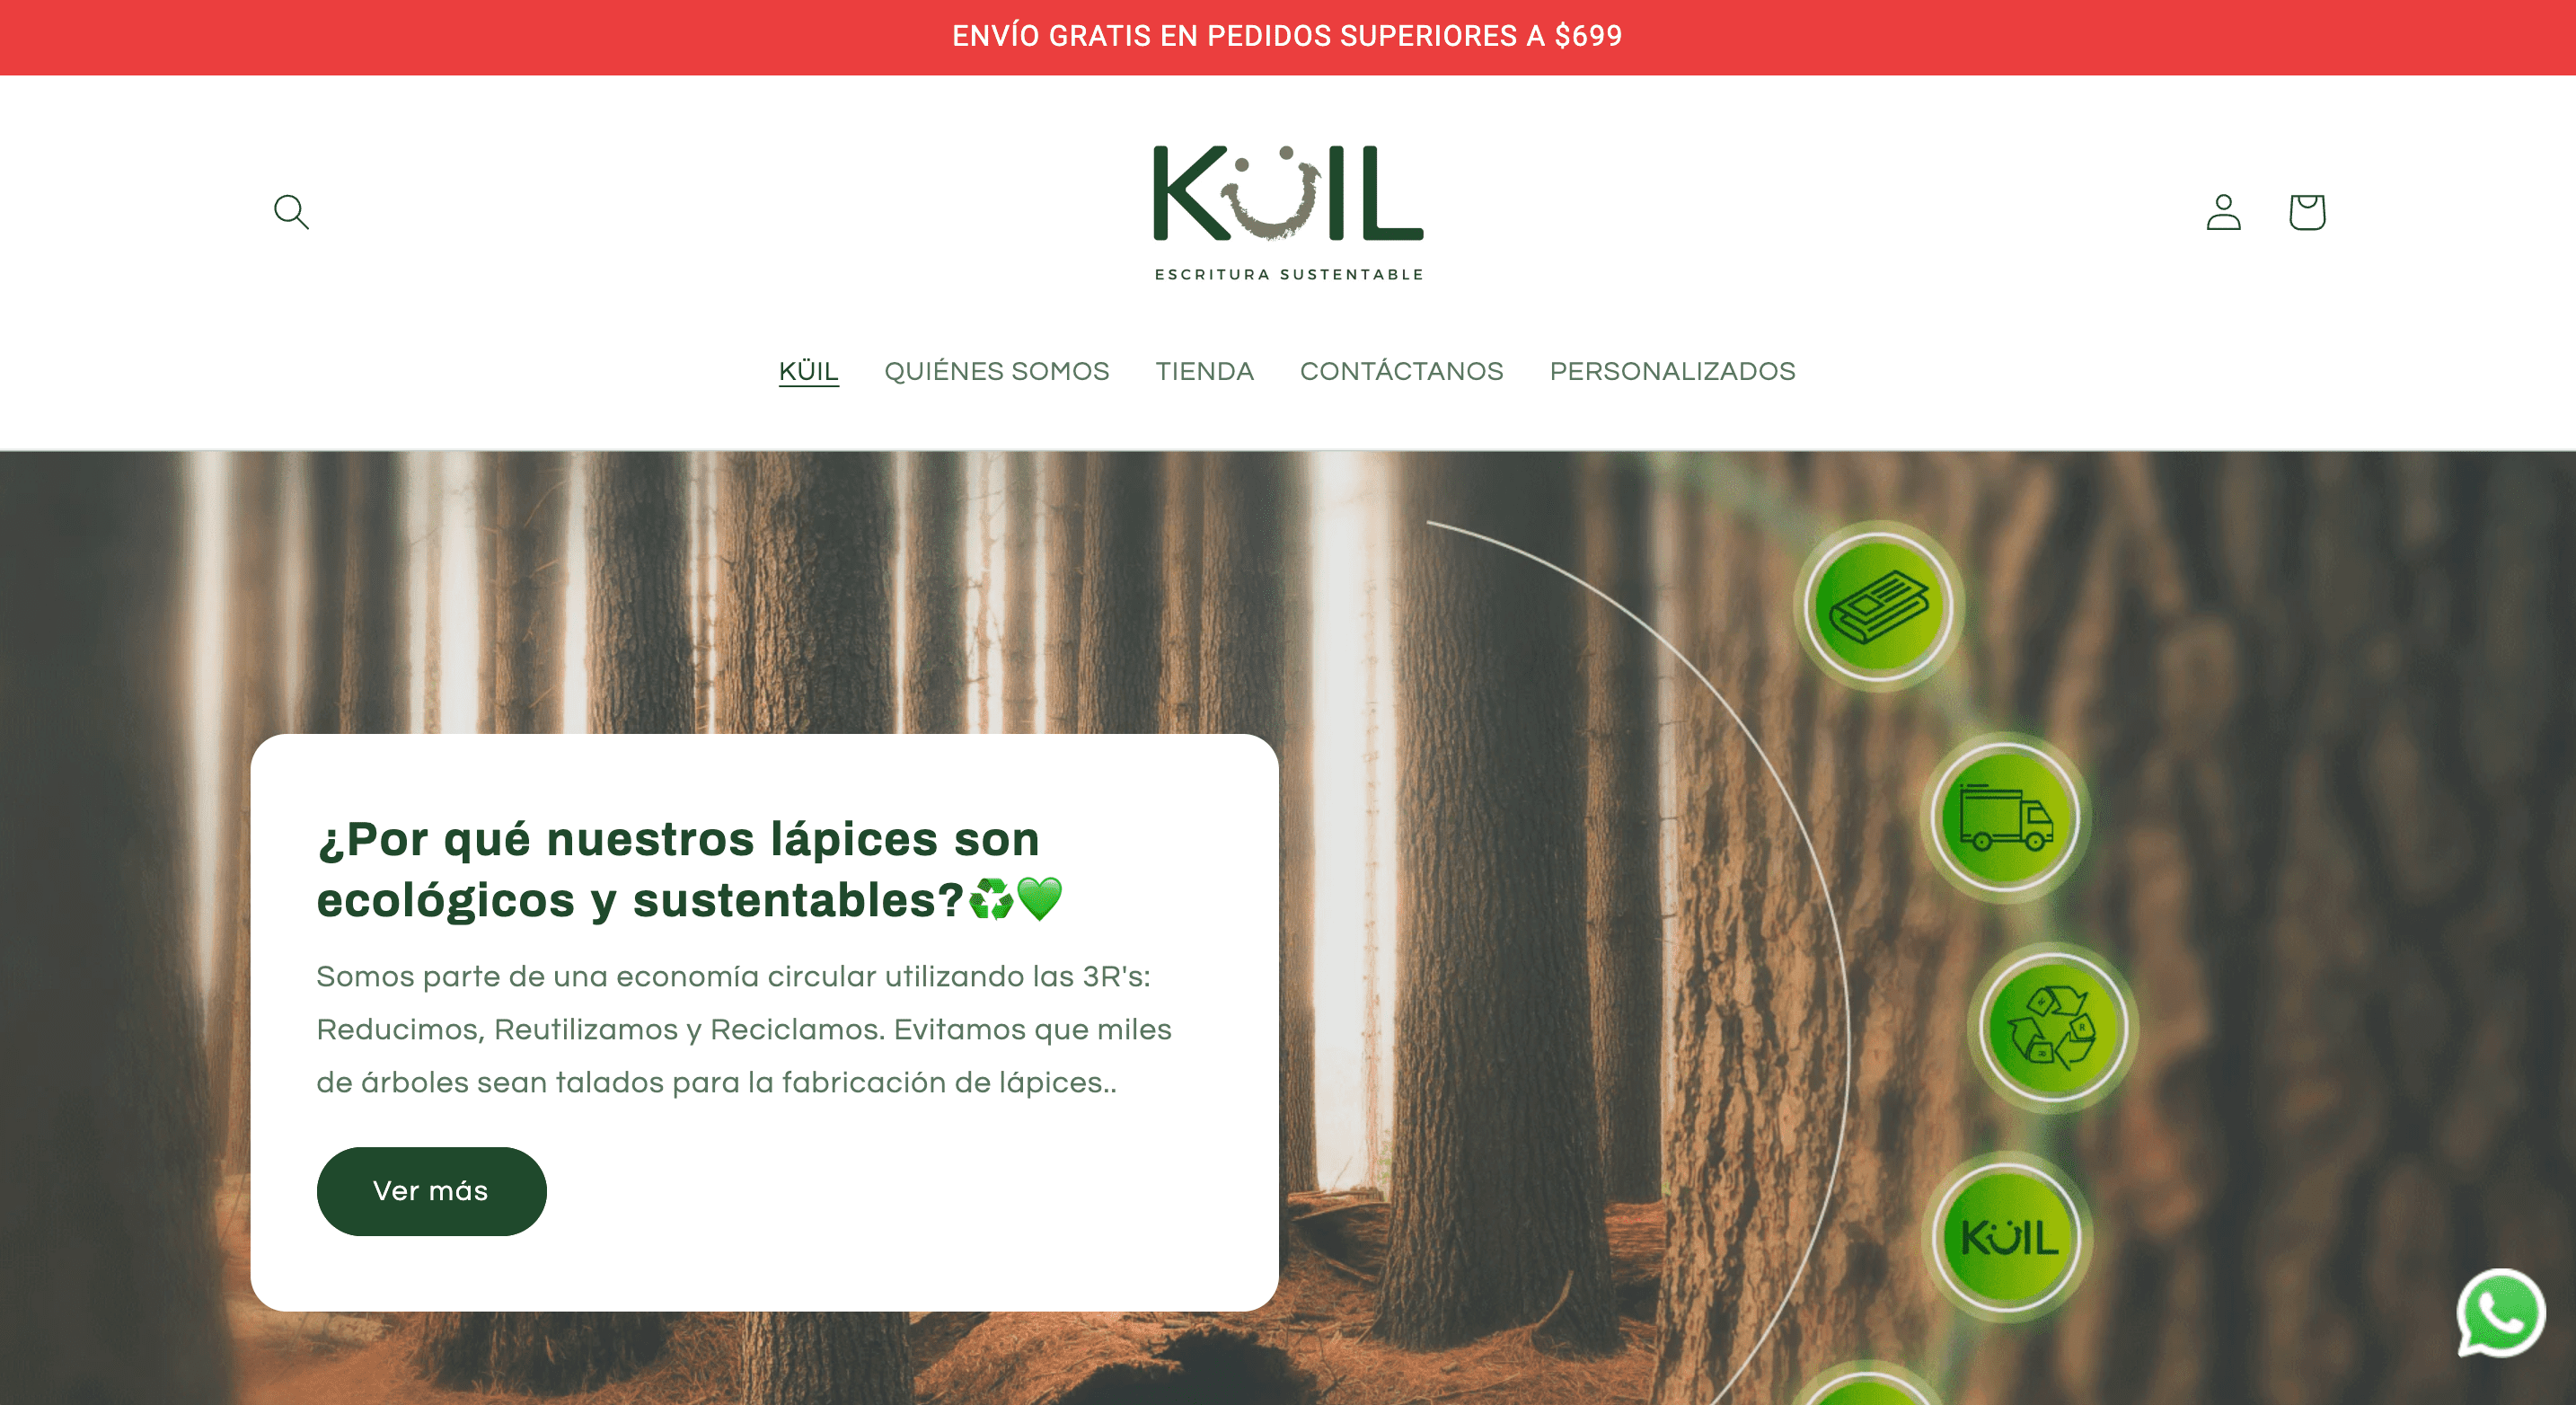 ENVÍO GRATIS EN PEDIDOS SUPERIORES A $699
KÜIL
ESCRITURA SUSTENTABLE
KÜIL QUIÉNES SOMOS TIENDA CONTÁCTANOS PERSONALIZADOS
¿Por qué nuestros lápices son
ecológicos y sustentables?♻️💚
Somos parte de una economía circular utilizando las 3R's:
Reducimos, Reutilizamos y Reciclamos. Evitamos que miles
de árboles sean talados para la fabricación de lápices..
Ver más
R
R
R
KÜIL